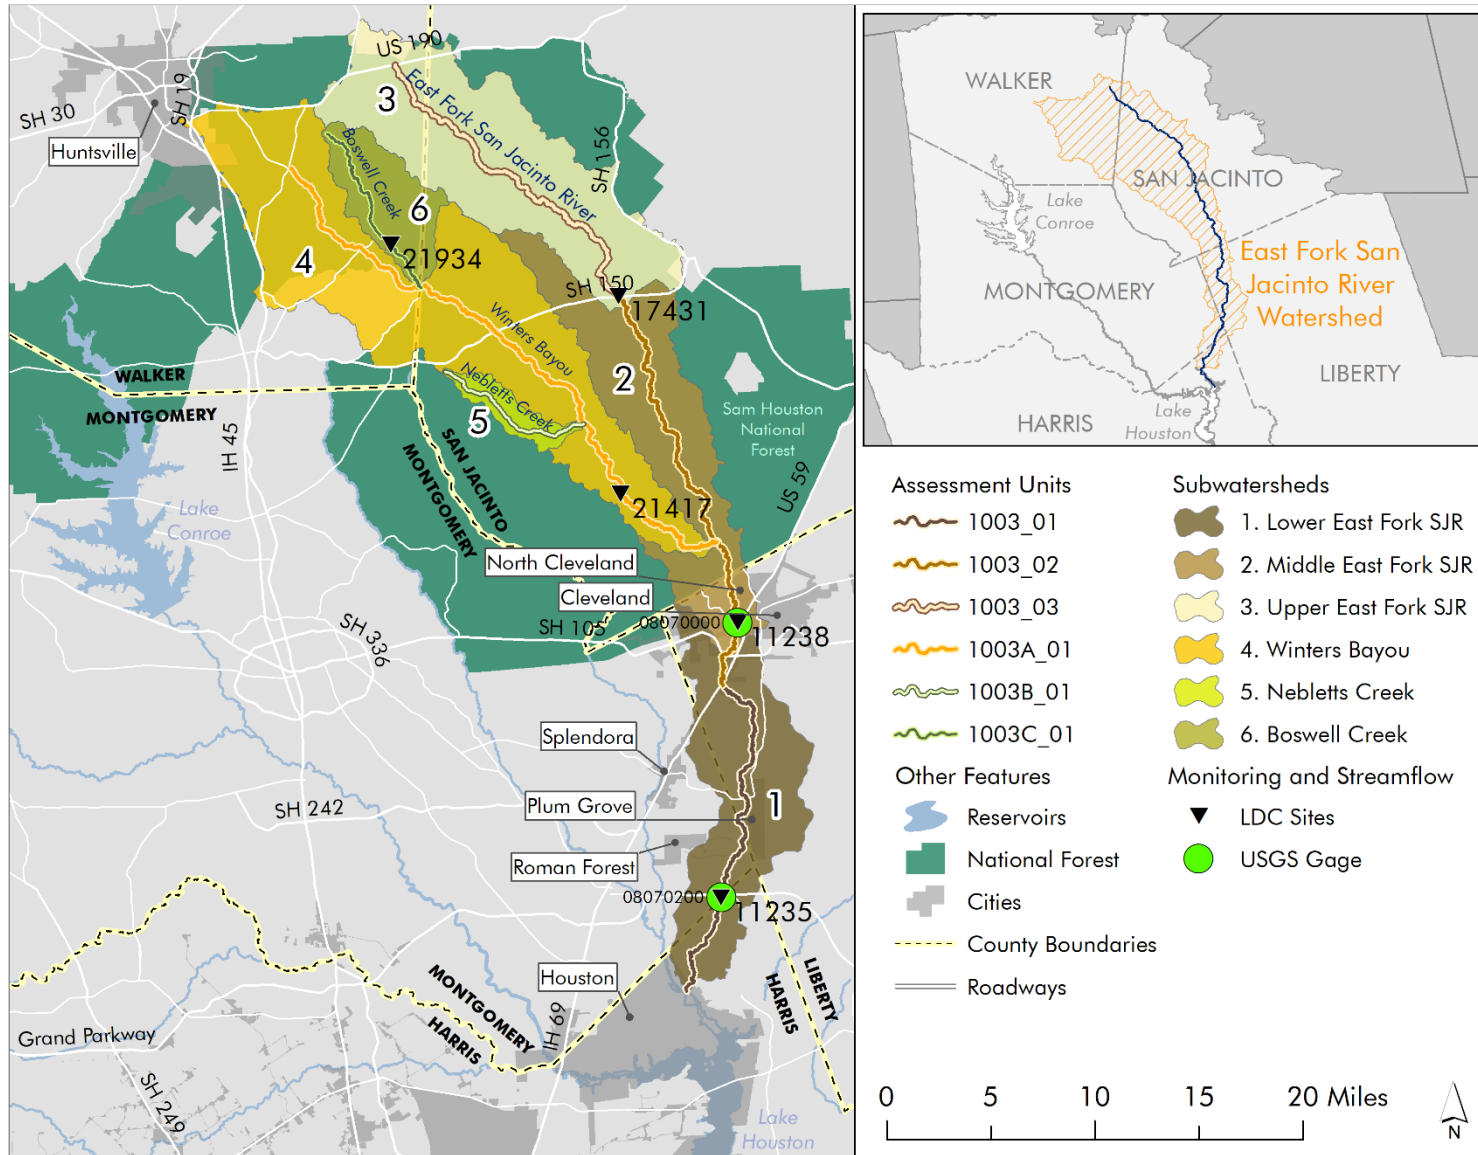 US 190
SH 19
SH 30
3
East Fork San Jacinto River
SH 156
Huntsville
Boswell Creek
6
4
21934
SH 150
17431
Winters Bayou
WALKER
MONTGOMERY
Nebletts Creek
2
5
Sam Houston
National
Forest
IH 45
SAN JACINTO
MONTGOMERY
US 59
Lake
Conroe
21417
North Cleveland
Cleveland
SH 105
08070000
11238
SH 336
Splendora
Plum Grove
1
SH 242
Roman Forest
08070200
11235
MONTGOMERY
HARRIS
Houston
LIBERTY
HARRIS
IH 69
Grand Parkway
SH 249
Lake
Houston
WALKER
SAN JACINTO
Lake
Conroe
MONTGOMERY
East Fork San
Jacinto River
Watershed
LIBERTY
HARRIS
Lake
Houston
Assessment Units
1003_01
1003_02
1003_03
1003A_01
1003B_01
1003C_01
Other Features
Reservoirs
National Forest
Cities
County Boundaries
Roadways
Subwatersheds
1. Lower East Fork SJR
2. Middle East Fork SJR
3. Upper East Fork SJR
4. Winters Bayou
5. Nebletts Creek
6. Boswell Creek
Monitoring and Streamflow
LDC Sites
USGS Gage
0 5 10 15 20 Miles
N